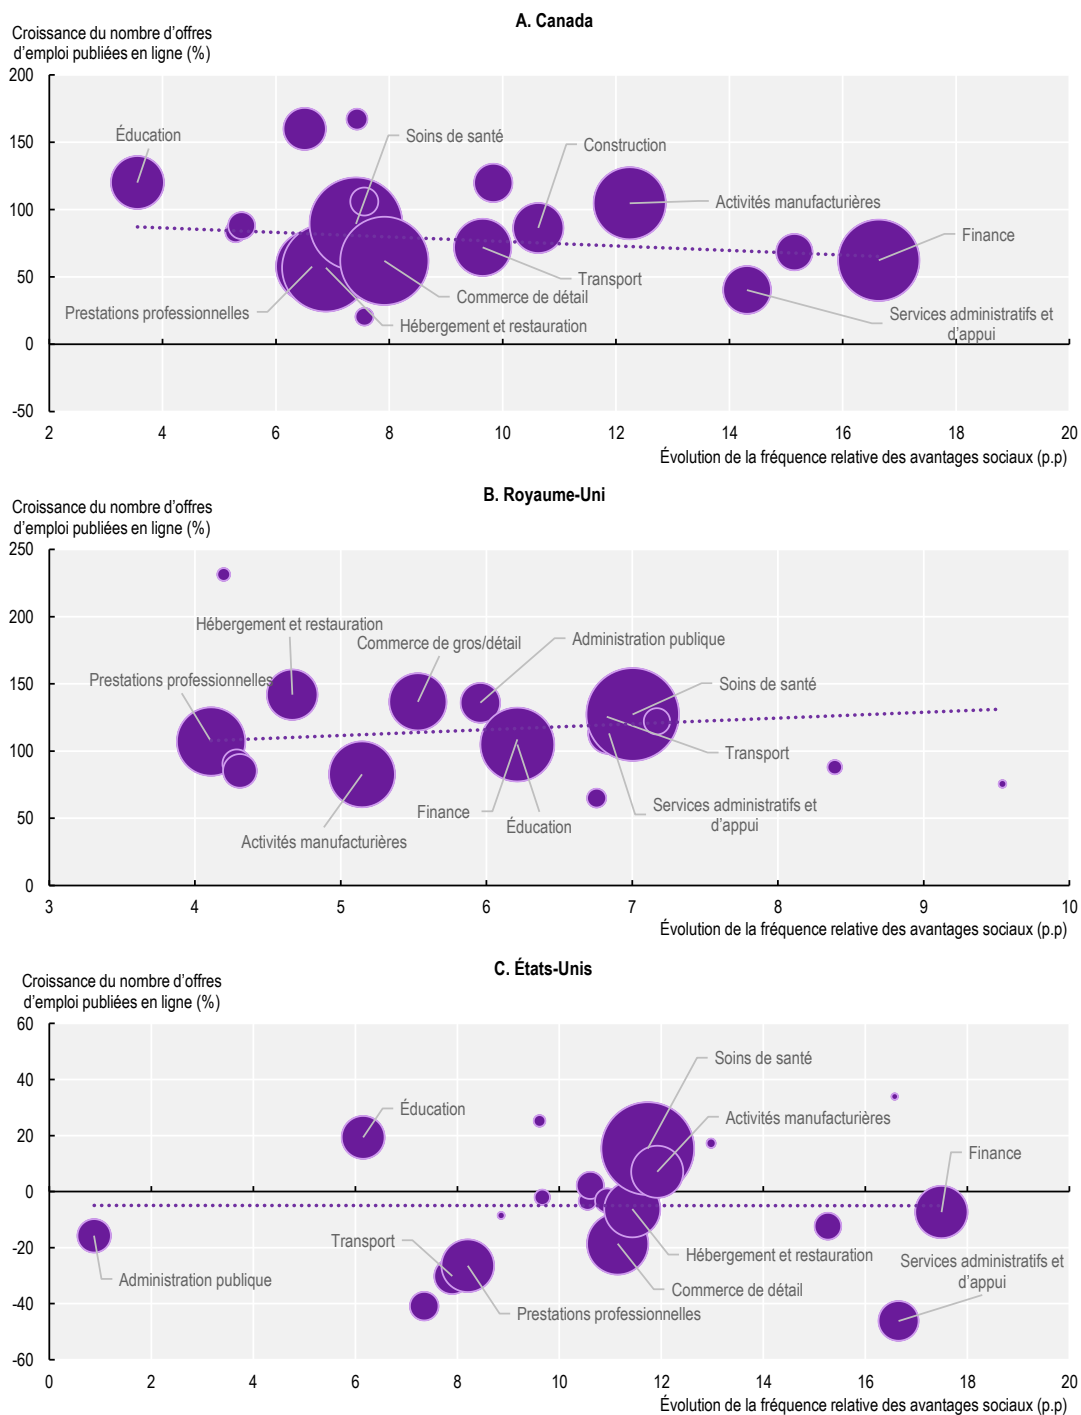 A. Canada
Croissance du nombre d'offres
d'emploi publiées en ligne (%)
200
150
100
50
0
-50
Éducation
Soins de santé
Construction
Activités manufacturières
Finance
Transport
Commerce de détail
Prestations professionnelles
Hébergement et restauration
Services administratifs et
d'appui
2 4 6 8 10 12 14 16 18 20
Évolution de la fréquence relative des avantages sociaux (p.p)
B. Royaume-Uni
Croissance du nombre d'offres
d'emploi publiées en ligne (%)
250
200
150
100
50
0
Hébergement et restauration
Commerce de gros/détail
Administration publique
Prestations professionnelles
Soins de santé
Transport
Finance
Services administratifs et
d'appui
Éducation
Activités manufacturières
3 4 5 6 7 8 9 10
Évolution de la fréquence relative des avantages sociaux (p.p)
C. États-Unis
Croissance du nombre d'offres
d'emploi publiées en ligne (%)
60
40
20
0
-20
-40
-60
Soins de santé
Éducation
Activités manufacturières
Finance
Transport
Hébergement et restauration
Services administratifs et
d'appui
Administration publique
Commerce de détail
Prestations professionnelles
0 2 4 6 8 10 12 14 16 18 20
Évolution de la fréquence relative des avantages sociaux (p.p)